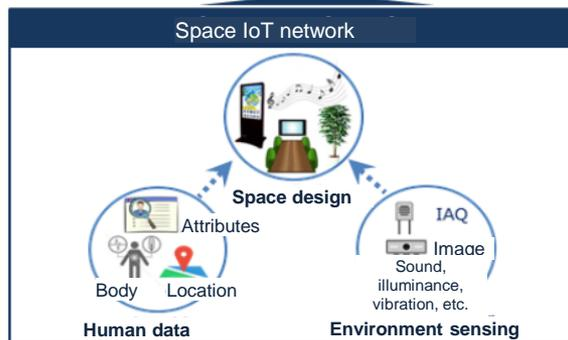 Space IoT network
Space design
Attributes
IAQ
Image
Sound,
illuminance,
vibration, etc.
Body
Location
Human data
Environment sensing